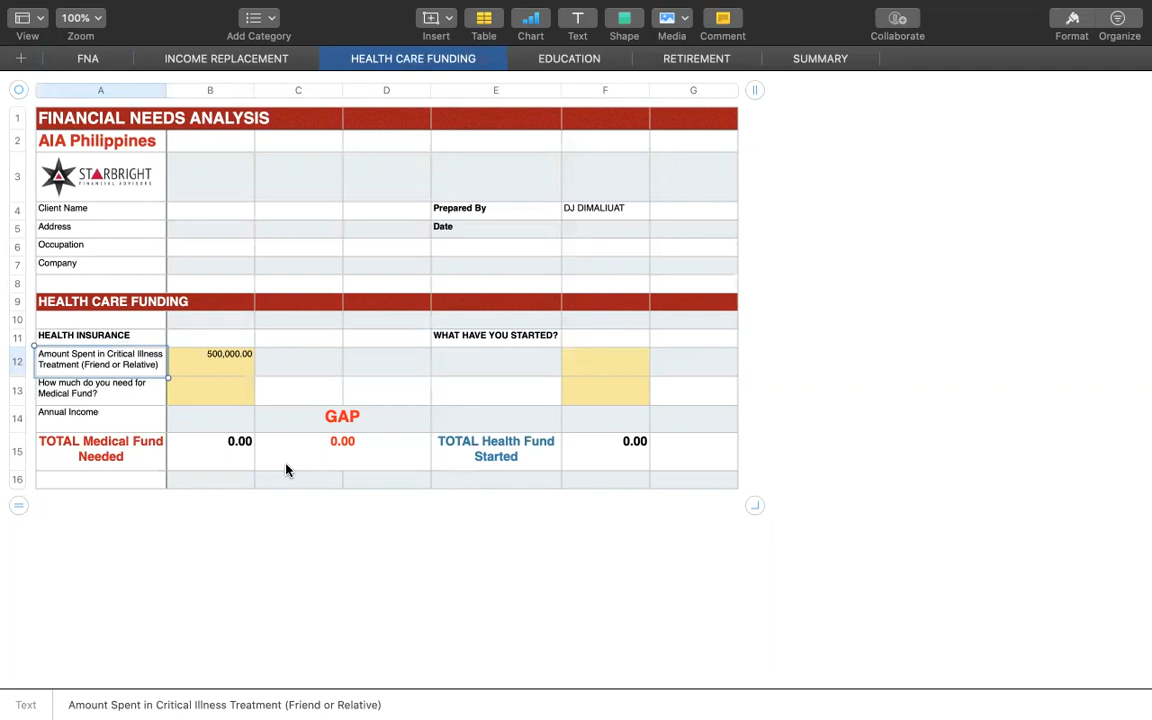 View
100%
Zoom
Add Category
Insert
Table
Chart
T
Text
Shape
Media
Comment
Collaborate
Format
Organize
+
FNA
INCOME REPLACEMENT
HEALTH CARE FUNDING
EDUCATION
RETIREMENT
SUMMARY
A B C D E F G
1 FINANCIAL NEEDS ANALYSIS
2 AIA Philippines
3 STARBRIGHT
FINANCIAL ADVISORS
4 Client Name Prepared By DJ DIMALIUAT
5 Address Date
6 Occupation
7 Company
8
9 HEALTH CARE FUNDING
10
11 HEALTH INSURANCE WHAT HAVE YOU STARTED?
12 Amount Spent in Critical Illness
Treatment (Friend or Relative) 500,000.00
13 How much do you need for
Medical Fund?
14 Annual Income GAP
15 TOTAL Medical Fund
Needed 0.00 0.00 TOTAL Health Fund
Started 0.00
16
Text Amount Spent in Critical Illness Treatment (Friend or Relative)